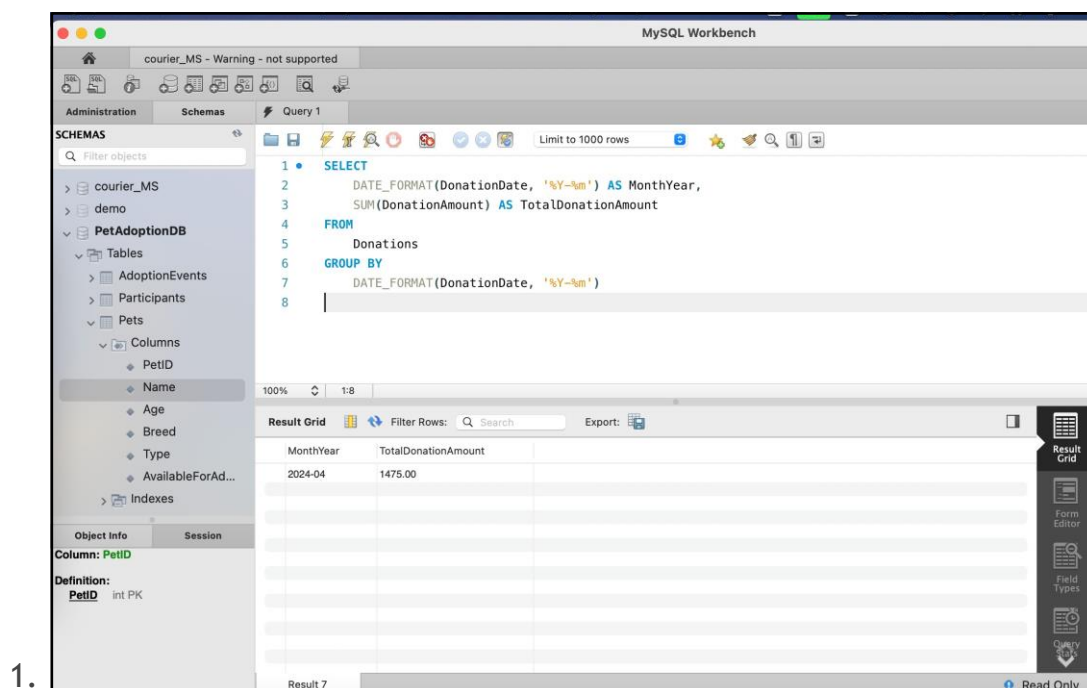 MySQL Workbench
courier_MS - Warning - not supported
Administration Schemas
Query 1
SCHEMAS
Filter objects
Limit to 1000 rows
courier_MS
demo
PetAdoptionDB
Tables
AdoptionEvents
Participants
Pets
Columns
PetID
Name
Age
Breed
Type
AvailableForAd...
Indexes
Object Info Session
Column: PetID
Definition:
PetID int PK
1 SELECT
2 DATE_FORMAT(DonationDate, '%Y-%m') AS MonthYear,
3 SUM(DonationAmount) AS TotalDonationAmount
4 FROM
5 Donations
6 GROUP BY
7 DATE_FORMAT(DonationDate, '%Y-%m')
8
100% 1:8
Result Grid Filter Rows: Search Export:
MonthYear TotalDonationAmount
2024-04 1475.00
Result
Grid
Form
Editor
Field
Types
Query
Stats
Result 7 Read Only
1.